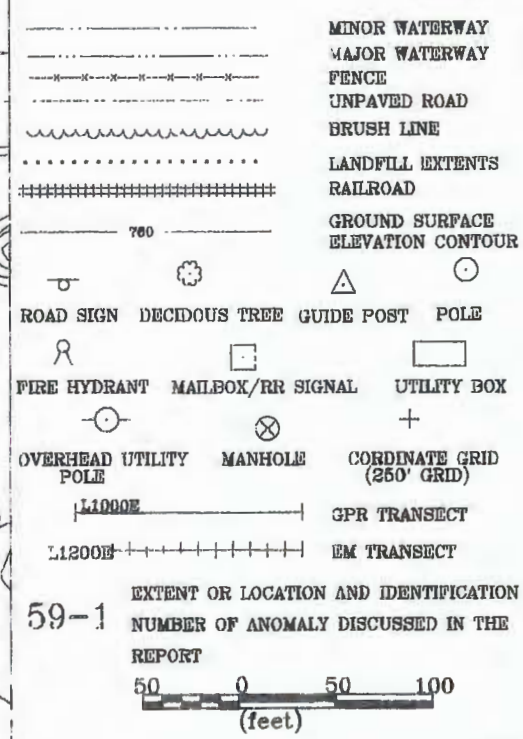 MINOR WATERWAY
MAJOR WATERWAY
FENCE
UNPAVED ROAD
BRUSH LINE
LANDFILL EXTENTS
RAILROAD
760
GROUND SURFACE
ELEVATION CONTOUR
ROAD SIGN DECIDOUS TREE GUIDE POST POLE
FIRE HYDRANT MAILBOX/RR SIGNAL UTILITY BOX
OVERHEAD UTILITY
POLE
MANHOLE
CORDINATE GRID
(250' GRID)
L1000E GPR TRANSECT
L1200E EM TRANSECT
59-1
EXTENT OR LOCATION AND IDENTIFICATION
NUMBER OF ANOMALY DISCUSSED IN THE
REPORT
50 0 50 100
(feet)